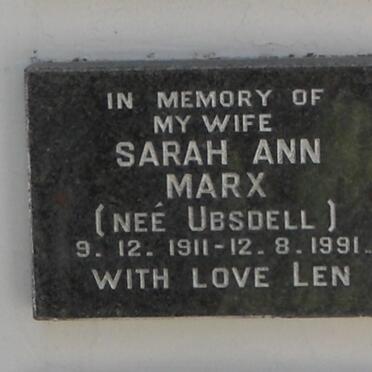 IN MEMORY OF
MY WIFE
SARAH ANN
MARX
(NEÉ UBSDELL)
9. 12. 1911-12. 8. 1991.
WITH LOVE LEN